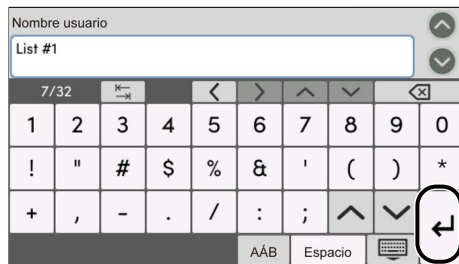 Nombre usuario
List #1
7/32
1 2 3 4 5 6 7 8 9 0
! " # $ % & ' ( ) *
+ , - . / : ;
AÁB Espacio